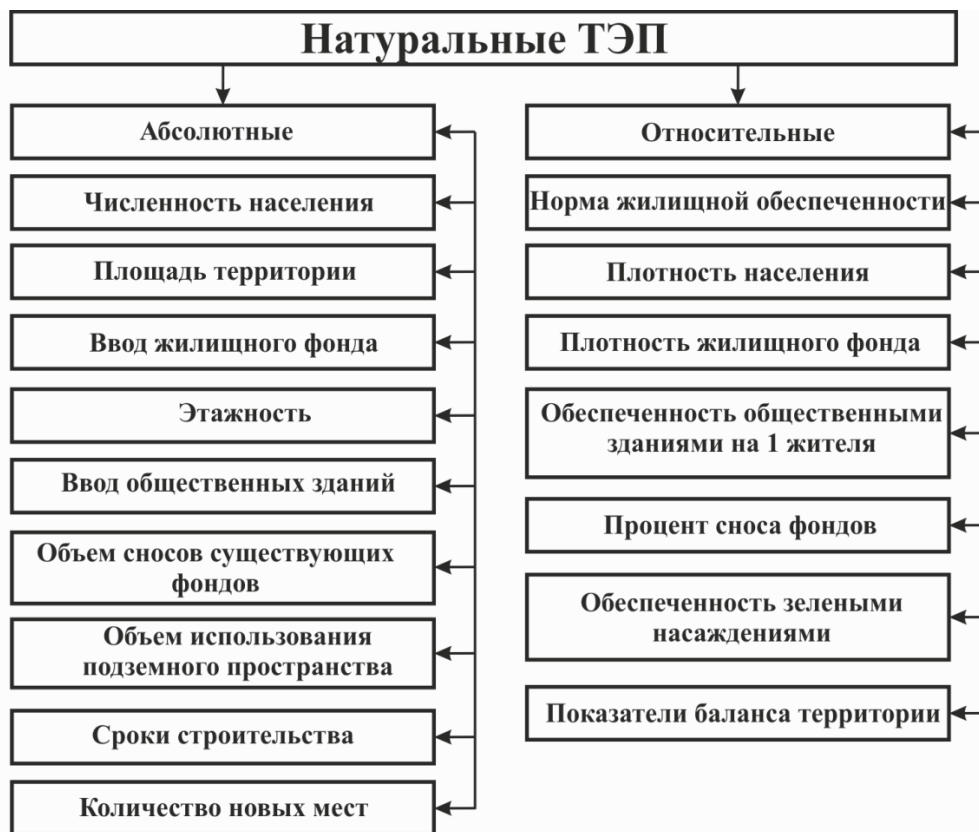 Натуральные ТЭП
Абсолютные
Численность населения
Площадь территории
Ввод жилищного фонда
Этажность
Ввод общественных зданий
Объем сносов существующих
фондов
Объем использования
подземного пространства
Сроки строительства
Количество новых мест
Относительные
Норма жилищной обеспеченности
Плотность населения
Плотность жилищного фонда
Обеспеченность общественными
зданиями на 1 жителя
Процент сноса фондов
Обеспеченность зелеными
насаждениями
Показатели баланса территории